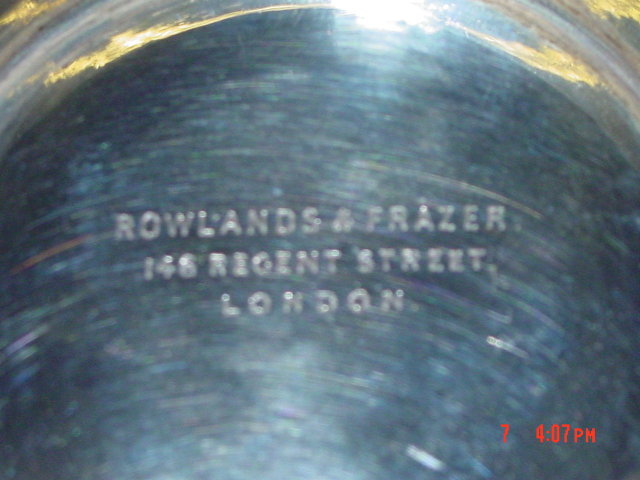 ROWLANDS & FRAZER.
146 REGENT STREET,
LONDON.
7 4:07PM